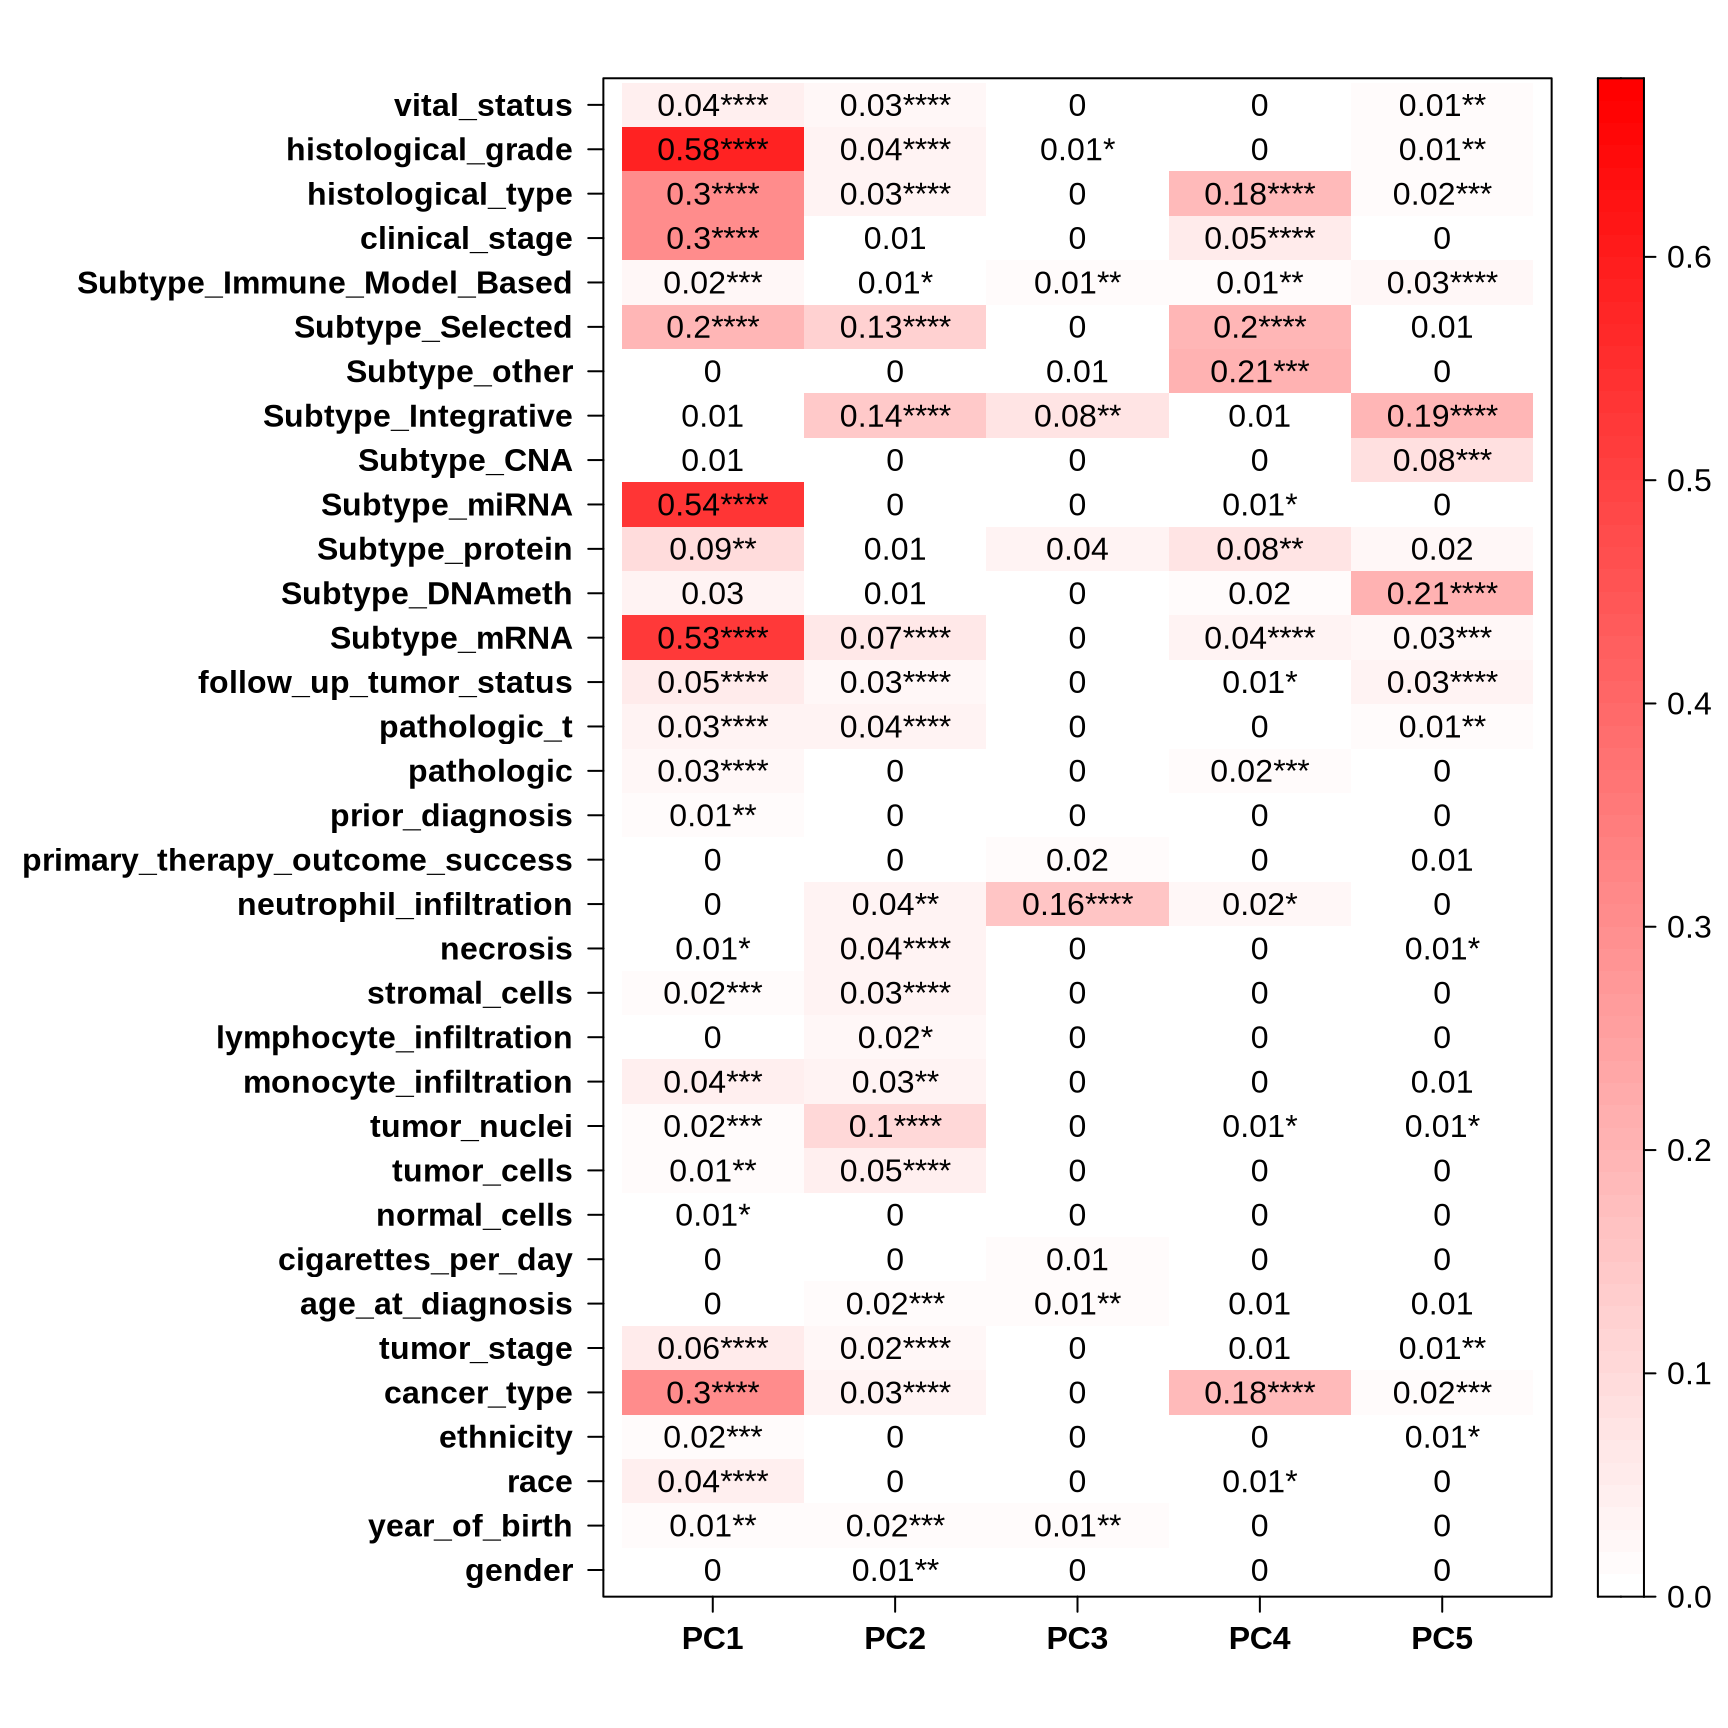 vital_status 0.04**** 0.03**** 0 0 0.01**
histological_grade 0.58**** 0.04**** 0.01* 0 0.01**
histological_type 0.3**** 0.03**** 0 0.18**** 0.02***
clinical_stage 0.3**** 0.01 0 0.05**** 0
Subtype_Immune_Model_Based 0.02*** 0.01* 0.01** 0.01** 0.03****
Subtype_Selected 0.2**** 0.13**** 0 0.2**** 0.01
Subtype_other 0 0 0.01 0.21*** 0
Subtype_Integrative 0.01 0.14**** 0.08** 0.01 0.19****
Subtype_CNA 0.01 0 0 0 0.08***
Subtype_miRNA 0.54**** 0 0 0.01* 0
Subtype_protein 0.09** 0.01 0.04 0.08** 0.02
Subtype_DNAmeth 0.03 0.01 0 0.02 0.21****
Subtype_mRNA 0.53**** 0.07**** 0 0.04**** 0.03***
follow_up_tumor_status 0.05**** 0.03**** 0 0.01* 0.03****
pathologic_t 0.03**** 0.04**** 0 0 0.01**
pathologic 0.03**** 0 0 0.02*** 0
prior_diagnosis 0.01** 0 0 0 0
primary_therapy_outcome_success 0 0 0.02 0 0.01
neutrophil_infiltration 0 0.04** 0.16**** 0.02* 0
necrosis 0.01* 0.04**** 0 0 0.01*
stromal_cells 0.02*** 0.03**** 0 0 0
lymphocyte_infiltration 0 0.02* 0 0 0
monocyte_infiltration 0.04*** 0.03** 0 0 0.01
tumor_nuclei 0.02*** 0.1**** 0 0.01* 0.01*
tumor_cells 0.01** 0.05**** 0 0 0
normal_cells 0.01* 0 0 0 0
cigarettes_per_day 0 0 0.01 0 0
age_at_diagnosis 0 0.02*** 0.01** 0.01 0.01
tumor_stage 0.06**** 0.02**** 0 0.01 0.01**
cancer_type 0.3**** 0.03**** 0 0.18**** 0.02***
ethnicity 0.02*** 0 0 0 0.01*
race 0.04**** 0 0 0.01* 0
year_of_birth 0.01** 0.02*** 0.01** 0 0
gender 0 0.01** 0 0 0
PC1 PC2 PC3 PC4 PC5
0.6
0.5
0.4
0.3
0.2
0.1
0.0